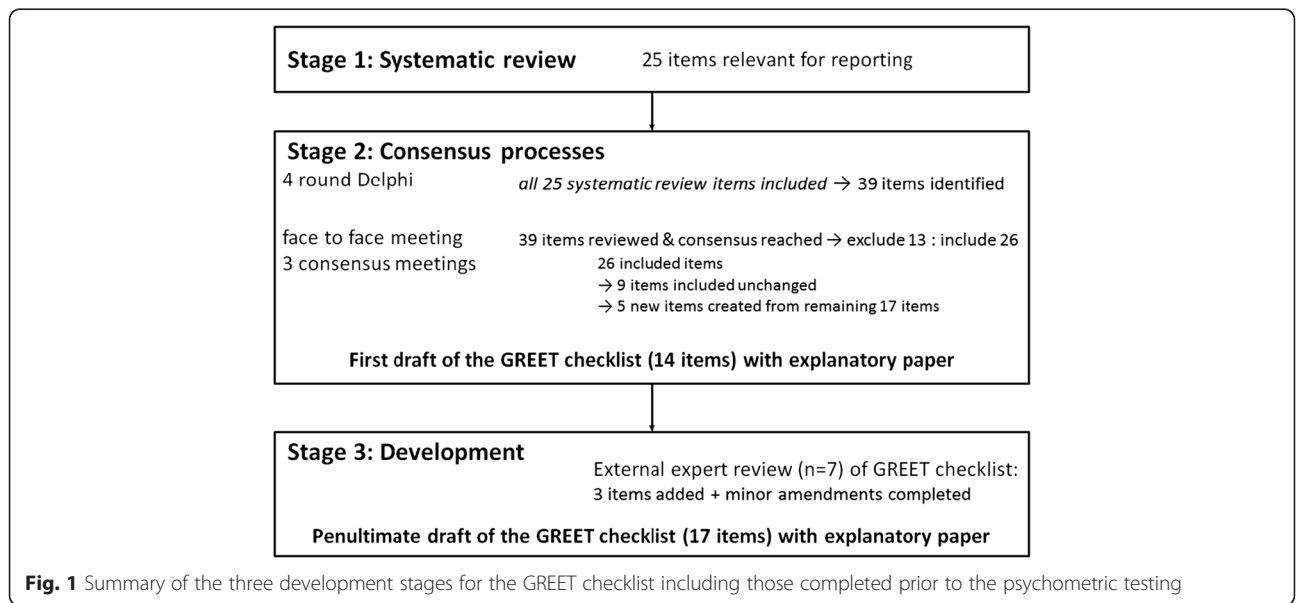 Stage 1: Systematic review 25 items relevant for reporting
Stage 2: Consensus processes
4 round Delphi all 25 systematic review items included → 39 items identified
face to face meeting 39 items reviewed & consensus reached → exclude 13 : include 26
3 consensus meetings 26 included items
→ 9 items included unchanged
→ 5 new items created from remaining 17 items
First draft of the GREET checklist (14 items) with explanatory paper
Stage 3: Development
External expert review (n=7) of GREET checklist:
3 items added + minor amendments completed
Penultimate draft of the GREET checklist (17 items) with explanatory paper
Fig. 1 Summary of the three development stages for the GREET checklist including those completed prior to the psychometric testing